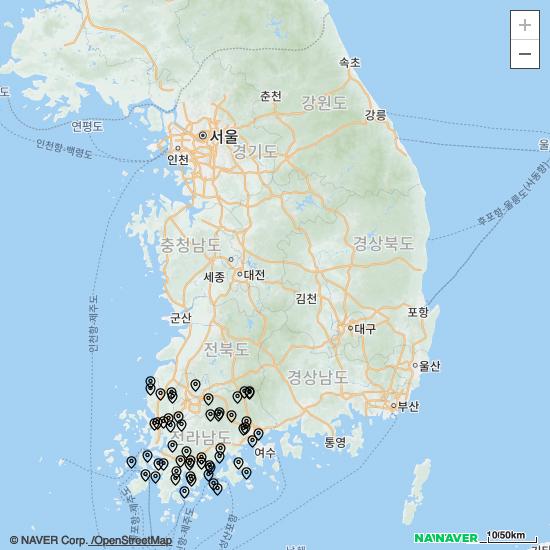 +
−
속초
춘천
강원도
강릉
도
연평도
서울
울
인천항-백령도
인천
경기도
후포항-울릉도(사동항)
충청남도
경상북도
세종
대전
인천항-제주도
김천
군산
포항
대구
전북도
울산
경상남도
부산
전라남도
여수
통영
© NAVER Corp. /OpenStreetMap
NAVER
10/50km